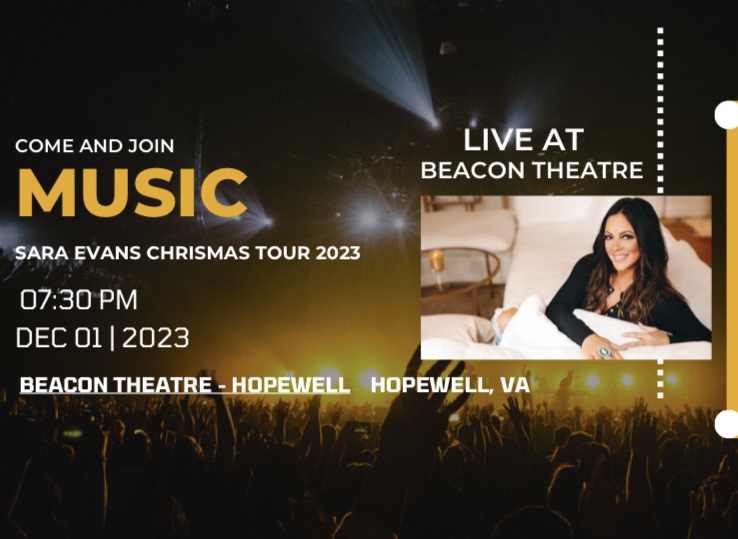 COME AND JOIN
MUSIC
SARA EVANS CHRISMAS TOUR 2023
07:30 PM
DEC 01 | 2023
BEACON THEATRE - HOPEWELL HOPEWELL, VA
LIVE AT
BEACON THEATRE